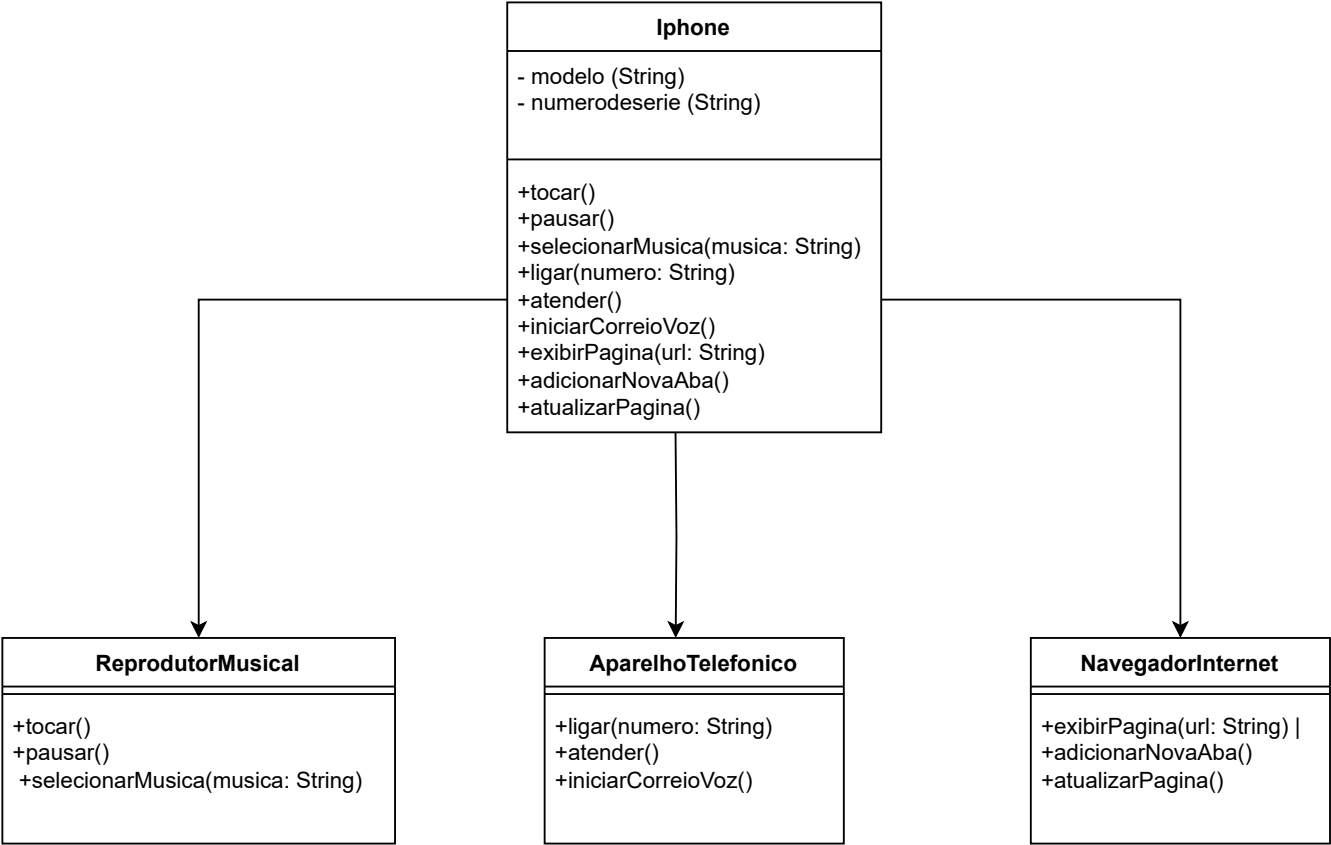 Iphone
- modelo (String)
- numerodeserie (String)
+tocar()
+pausar()
+selecionarMusica(musica: String)
+ligar(numero: String)
+atender()
+iniciarCorreioVoz()
+exibirPagina(url: String)
+adicionarNovaAba()
+atualizarPagina()
ReprodutorMusical
+tocar()
+pausar()
+selecionarMusica(musica: String)
AparelhoTelefonico
+ligar(numero: String)
+atender()
+iniciarCorreioVoz()
NavegadorInternet
+exibirPagina(url: String) |
+adicionarNovaAba()
+atualizarPagina()